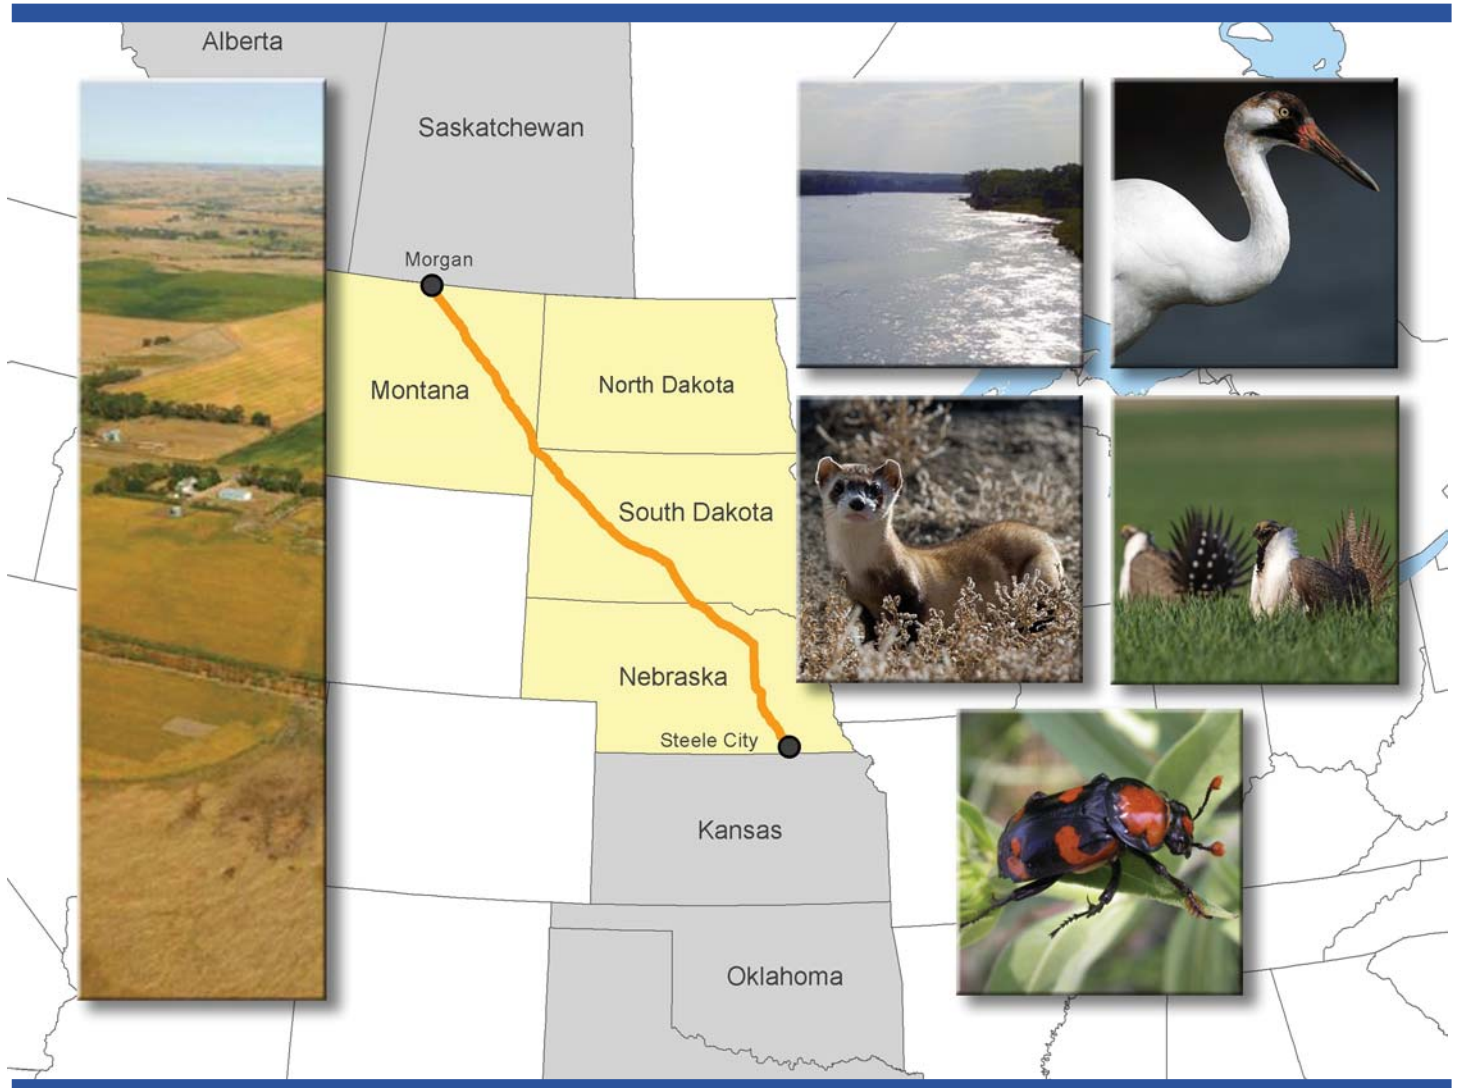 Alberta
Saskatchewan
Morgan
Montana
North Dakota
South Dakota
Nebraska
Steele City
Kansas
Oklahoma